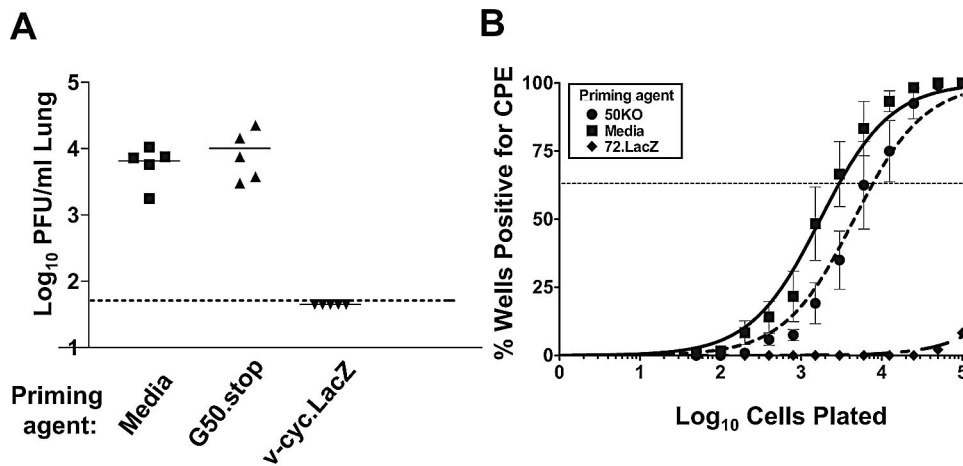 A
Log10 PFU/ml Lung
5
4
3
2
1
Priming agent:
Media
G50.stop
v-cyc.LacZ
B
% Wells Positive for CPE
100
75
50
25
0
Priming agent
50KO
Media
72.LacZ
0 1 2 3 4 5
Log10 Cells Plated